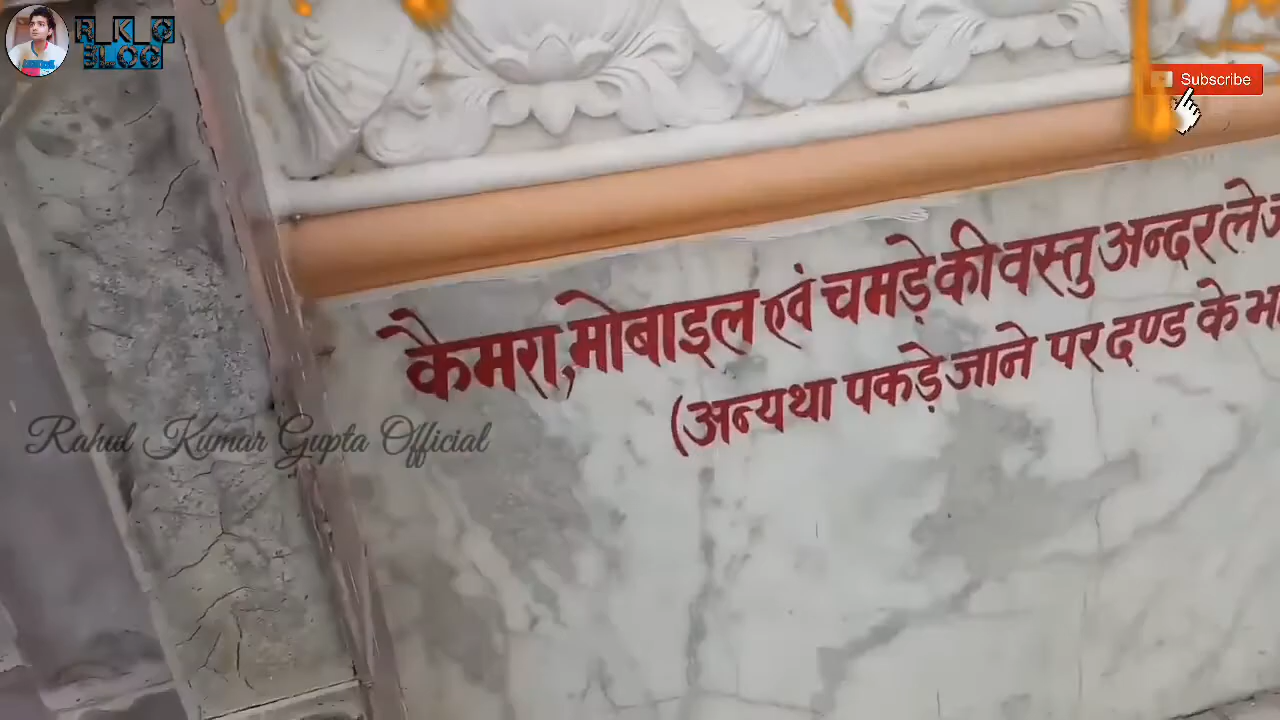 R_K_G
BLOG
Subscribe
कैमरा,मोबाइल एवं चमड़े की वस्तु अन्दर ले
(अन्यथा पकड़े जाने पर दण्ड के
Rahul Kumar Gupta Official